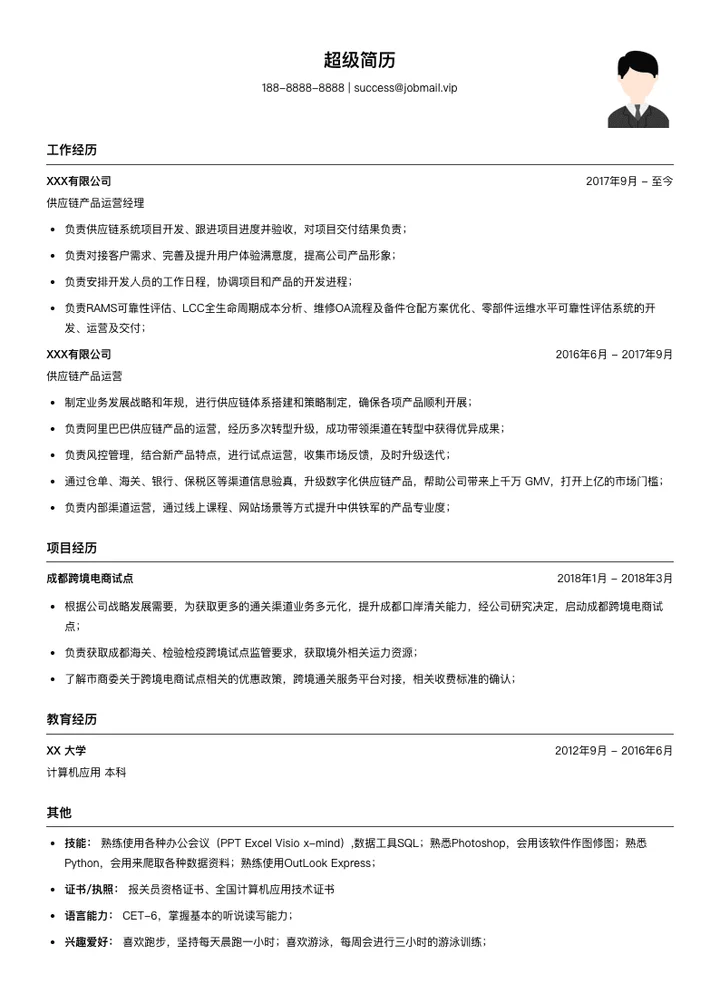 超级简历
188-8888-8888 | success@jobmail.vip
工作经历
XXX有限公司 2017年9月 – 至今
供应链产品运营经理
• 负责供应链系统项目开发、跟进项目进度并验收，对项目交付结果负责；
• 负责对接客户需求、完善及提升用户体验满意度，提高公司产品形象；
• 负责安排开发人员的工作日程，协调项目和产品的开发进程；
• 负责RAMS可靠性评估、LCC全生命周期成本分析、维修OA流程及备件仓配方案优化、零部件运维水平可靠性评估系统的开
发、运营及交付；
XXX有限公司 2016年6月 – 2017年9月
供应链产品运营
• 制定业务发展战略和年规，进行供应链体系搭建和策略制定，确保各项产品顺利开展；
• 负责阿里巴巴供应链产品的运营，经历多次转型升级，成功带领渠道在转型中获得优异成果；
• 负责风控管理，结合新产品特点，进行试点运营，收集市场反馈，及时升级迭代；
• 通过仓单、海关、银行、保税区等渠道信息验真，升级数字化供应链产品，帮助公司带来上千万 GMV，打开上亿的市场门槛；
• 负责内部渠道运营，通过线上课程、网站场景等方式提升中供铁军的产品专业度；
项目经历
成都跨境电商试点 2018年1月 – 2018年3月
• 根据公司战略发展需要，为获取更多的通关渠道业务多元化，提升成都口岸清关能力，经公司研究决定，启动成都跨境电商试
点；
• 负责获取成都海关、检验检疫跨境试点监管要求，获取境外相关运力资源；
• 了解市商委关于跨境电商试点相关的优惠政策，跨境通关服务平台对接，相关收费标准的确认；
教育经历
XX 大学 2012年9月 – 2016年6月
计算机应用 本科
其他
• 技能： 熟练使用各种办公会议（PPT Excel Visio x-mind）,数据工具SQL；熟悉Photoshop，会用该软件作图修图；熟悉
Python，会用来爬取各种数据资料；熟练使用OutLook Express；
• 证书/执照： 报关员资格证书、全国计算机应用技术证书
• 语言能力： CET-6，掌握基本的听说读写能力；
• 兴趣爱好： 喜欢跑步，坚持每天晨跑一小时；喜欢游泳，每周会进行三小时的游泳训练；